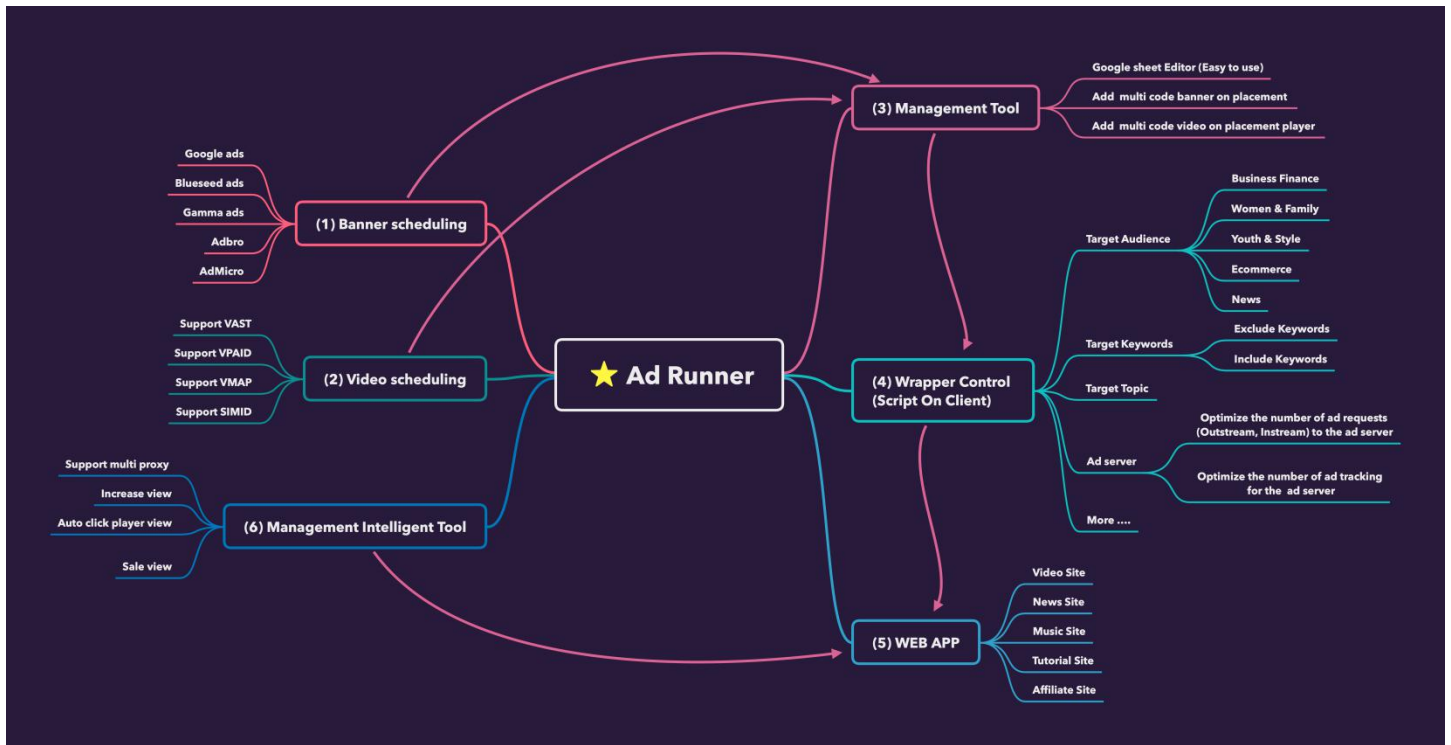 Ad Runner
(1) Banner scheduling
Google ads
Blueseed ads
Gamma ads
Adbro
AdMicro
(2) Video scheduling
Support VAST
Support VPAID
Support VMAP
Support SIMID
(3) Management Tool
Google sheet Editor (Easy to use)
Add multi code banner on placement
Add multi code video on placement player
(4) Wrapper Control
(Script On Client)
Target Audience
Business Finance
Women & Family
Youth & Style
Ecommerce
News
Target Keywords
Exclude Keywords
Include Keywords
Target Topic
Ad server
Optimize the number of ad requests
(Outstream, Instream) to the ad server
Optimize the number of ad tracking
for the ad server
More ....
(5) WEB APP
Video Site
News Site
Music Site
Tutorial Site
Affiliate Site
(6) Management Intelligent Tool
Support multi proxy
Increase view
Auto click player view
Sale view